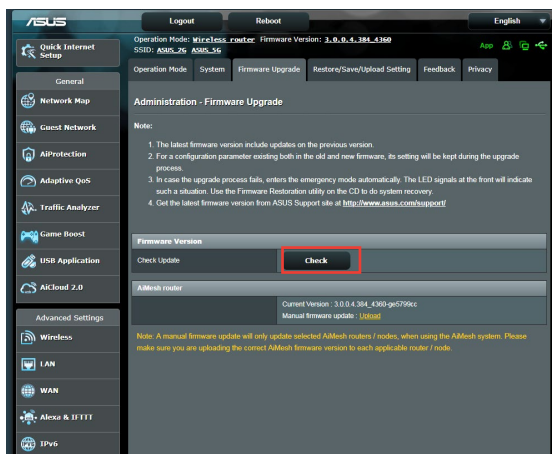 ASUS
Logout
Reboot
English
Quick Internet
Setup
General
Network Map
Guest Network
AiProtection
Adaptive QoS
Traffic Analyzer
Game Boost
USB Application
AiCloud 2.0
Advanced Settings
Wireless
LAN
WAN
Alexa & IFTTT
IPv6
Operation Mode: Wireless router Firmware Version: 3.0.0.4.384_4360
SSID: ASUS_2G ASUS_5G
App
Operation Mode System Firmware Upgrade Restore/Save/Upload Setting Feedback Privacy
Administration - Firmware Upgrade
Note:
1. The latest firmware version include updates on the previous version.
2. For a configuration parameter existing both in the old and new firmware, its setting will be kept during the upgrade
process.
3. In case the upgrade process fails, enters the emergency mode automatically. The LED signals at the front will indicate
such a situation. Use the Firmware Restoration utility on the CD to do system recovery.
4. Get the latest firmware version from ASUS Support site at http://www.asus.com/support/
Firmware Version
Check Update
Check
AiMesh router
Current Version : 3.0.0.4.384_4360-ge5799cc
Manual firmware update : Upload
Note: A manual firmware update will only update selected AiMesh routers / nodes, when using the AiMesh system. Please
make sure you are uploading the correct AiMesh firmware version to each applicable router / node.